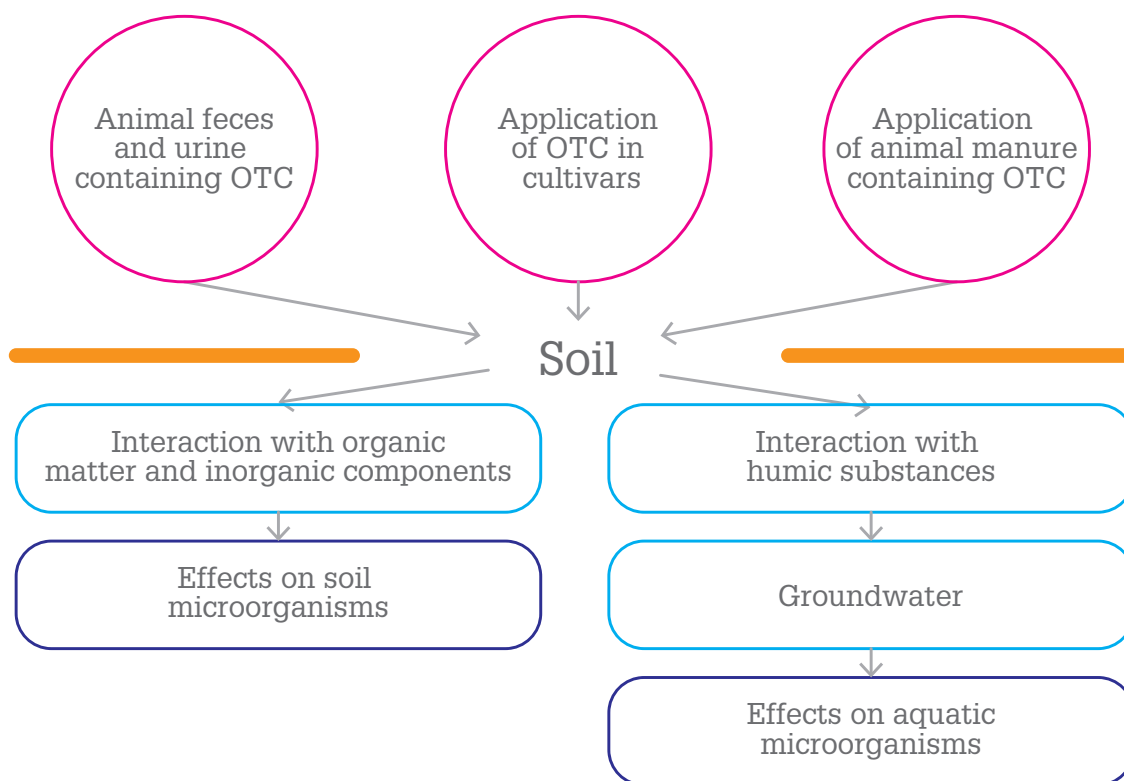 Animal feces
and urine
containing OTC
Application
of OTC in
cultivars
Application
of animal manure
containing OTC
Soil
Interaction with organic
matter and inorganic components
Interaction with
humic substances
Effects on soil
microorganisms
Groundwater
Effects on aquatic
microorganisms